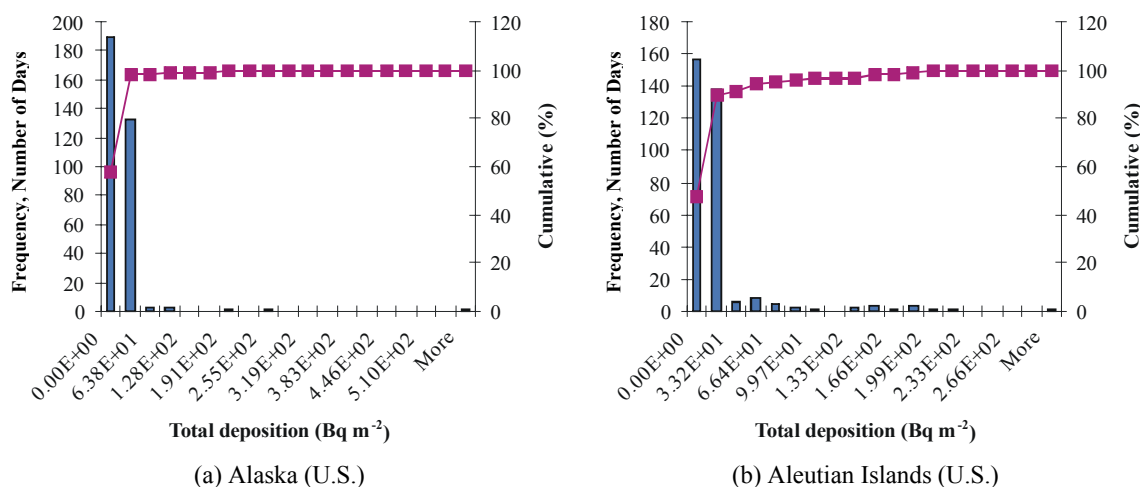 200
180
160
140
120
100
80
60
40
20
0
Frequency, Number of Days
120
100
80
60
40
20
0
Cumulative (%)
0.00E+00
6.38E+01
1.28E+02
1.91E+02
2.55E+02
3.19E+02
3.83E+02
4.46E+02
5.10E+02
More
Total deposition (Bq m⁻²)
(a) Alaska (U.S.)
180
160
140
120
100
80
60
40
20
0
Frequency, Number of Days
120
100
80
60
40
20
0
Cumulative (%)
0.00E+00
3.32E+01
6.64E+01
9.97E+01
1.33E+02
1.66E+02
1.99E+02
2.33E+02
2.66E+02
More
Total deposition (Bq m⁻²)
(b) Aleutian Islands (U.S.)